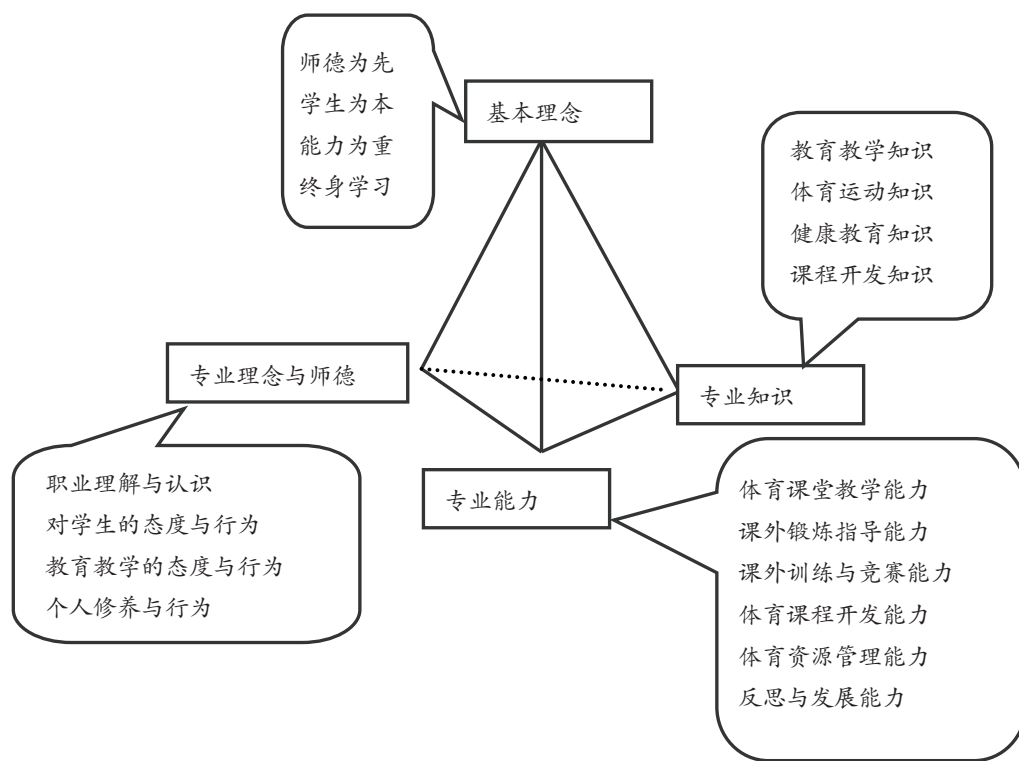 师德为先
学生为本
能力为重
终身学习
基本理念
教育教学知识
体育运动知识
健康教育知识
课程开发知识
专业理念与师德
专业知识
职业理解与认识
对学生的态度与行为
教育教学的态度与行为
个人修养与行为
专业能力
体育课堂教学能力
课外锻炼指导能力
课外训练与竞赛能力
体育课程开发能力
体育资源管理能力
反思与发展能力